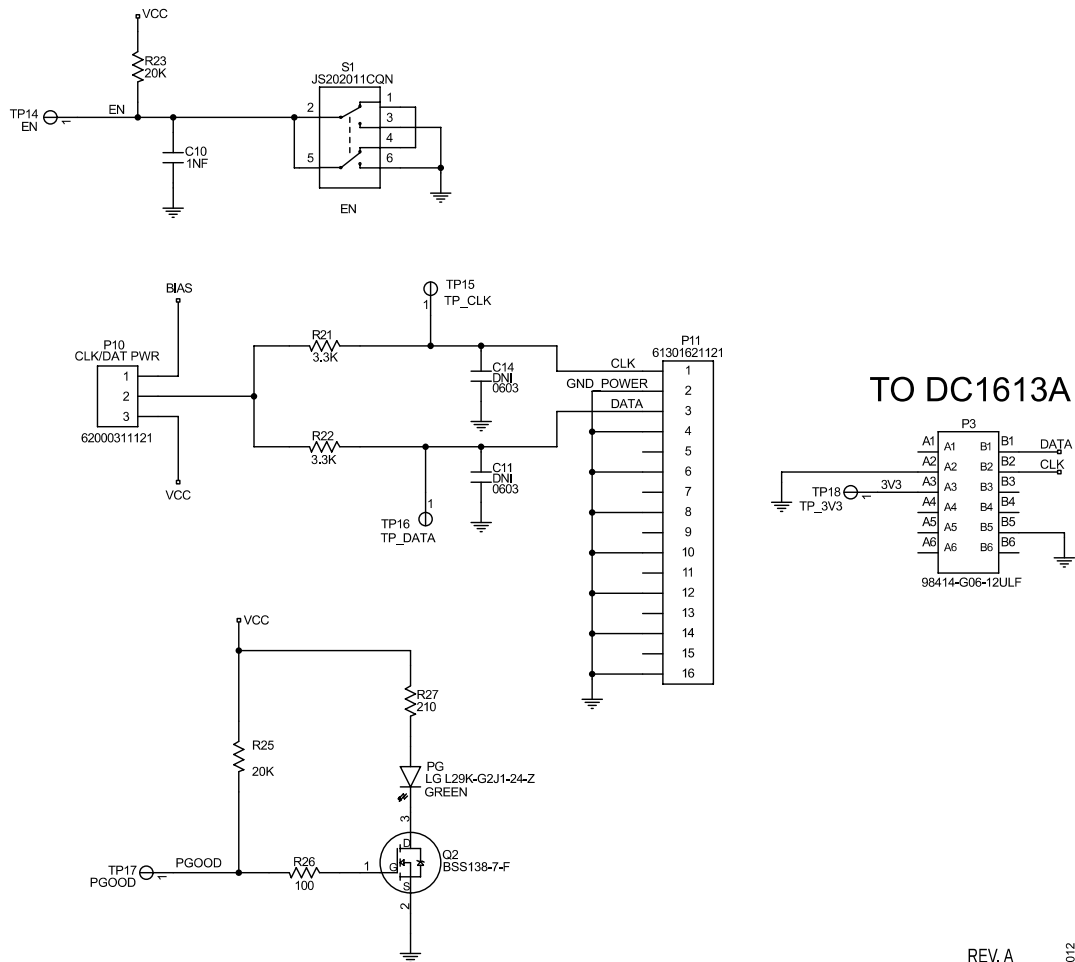 VCC
R23
20K
TP14
EN
1
EN
C10
1NF
S1
JS202011CQN
2
5
1
3
4
6
EN
BIAS
P10
CLK/DAT PWR
1
2
3
62000311121
VCC
R21
3.3K
R22
3.3K
TP15
TP_CLK
1
C14
DNI
0603
C11
DNI
0603
1
TP16
TP_DATA
P11
61301621121
CLK
GND_POWER
DATA
1
2
3
4
5
6
7
8
9
10
11
12
13
14
15
16
TO DC1613A
P3
A1 A1 B1 B1 DATA
A2 A2 B2 B2 CLK
A3 A3 B3 B3
A4 A4 B4 B4
A5 A5 B5 B5
A6 A6 B6 B6
TP18
TP_3V3
1
3V3
98414-G06-12ULF
VCC
R27
210
R25
20K
PG
LG L29K-G2J1-24-Z
GREEN
3
D
G
S
Q2
BSS138-7-F
TP17
PGOOD
1
PGOOD
R26
100
1
2
REV. A
012